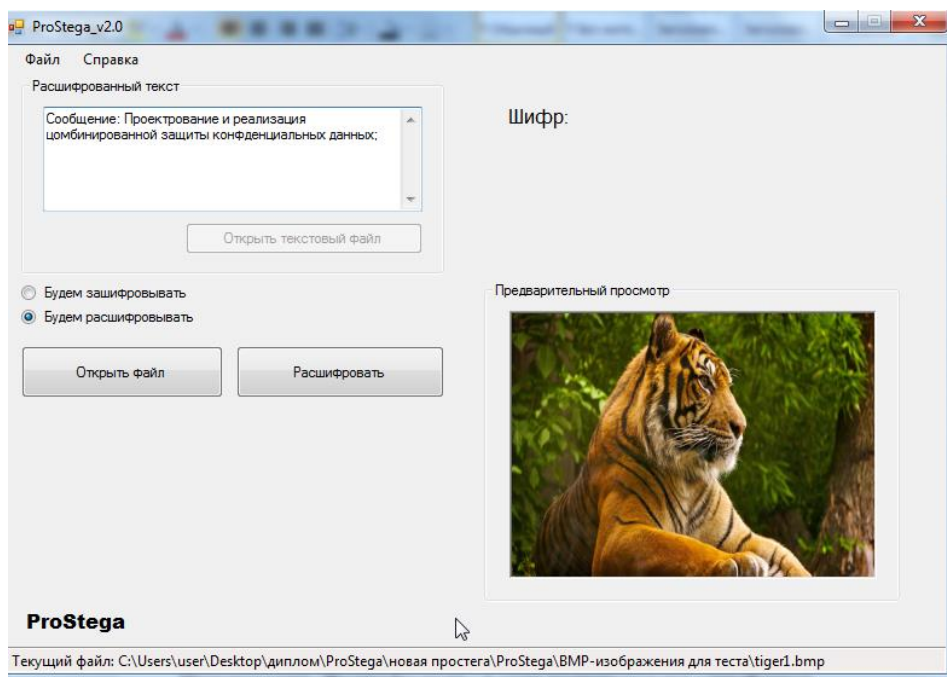 ProStega_v2.0
Файл Справка
Расшифрованный текст
Сообщение: Проектрование и реализация
цомбинированной защиты конфденциальных данных;
Шифр:
Открыть текстовый файл
Будем зашифровывать
Будем расшифровывать
Открыть файл
Расшифровать
Предварительный просмотр
ProStega
Текущий файл: C:\Users\user\Desktop\диплом\ProStega\новая простега\ProStega\BMP-изображения для теста\tiger1.bmp